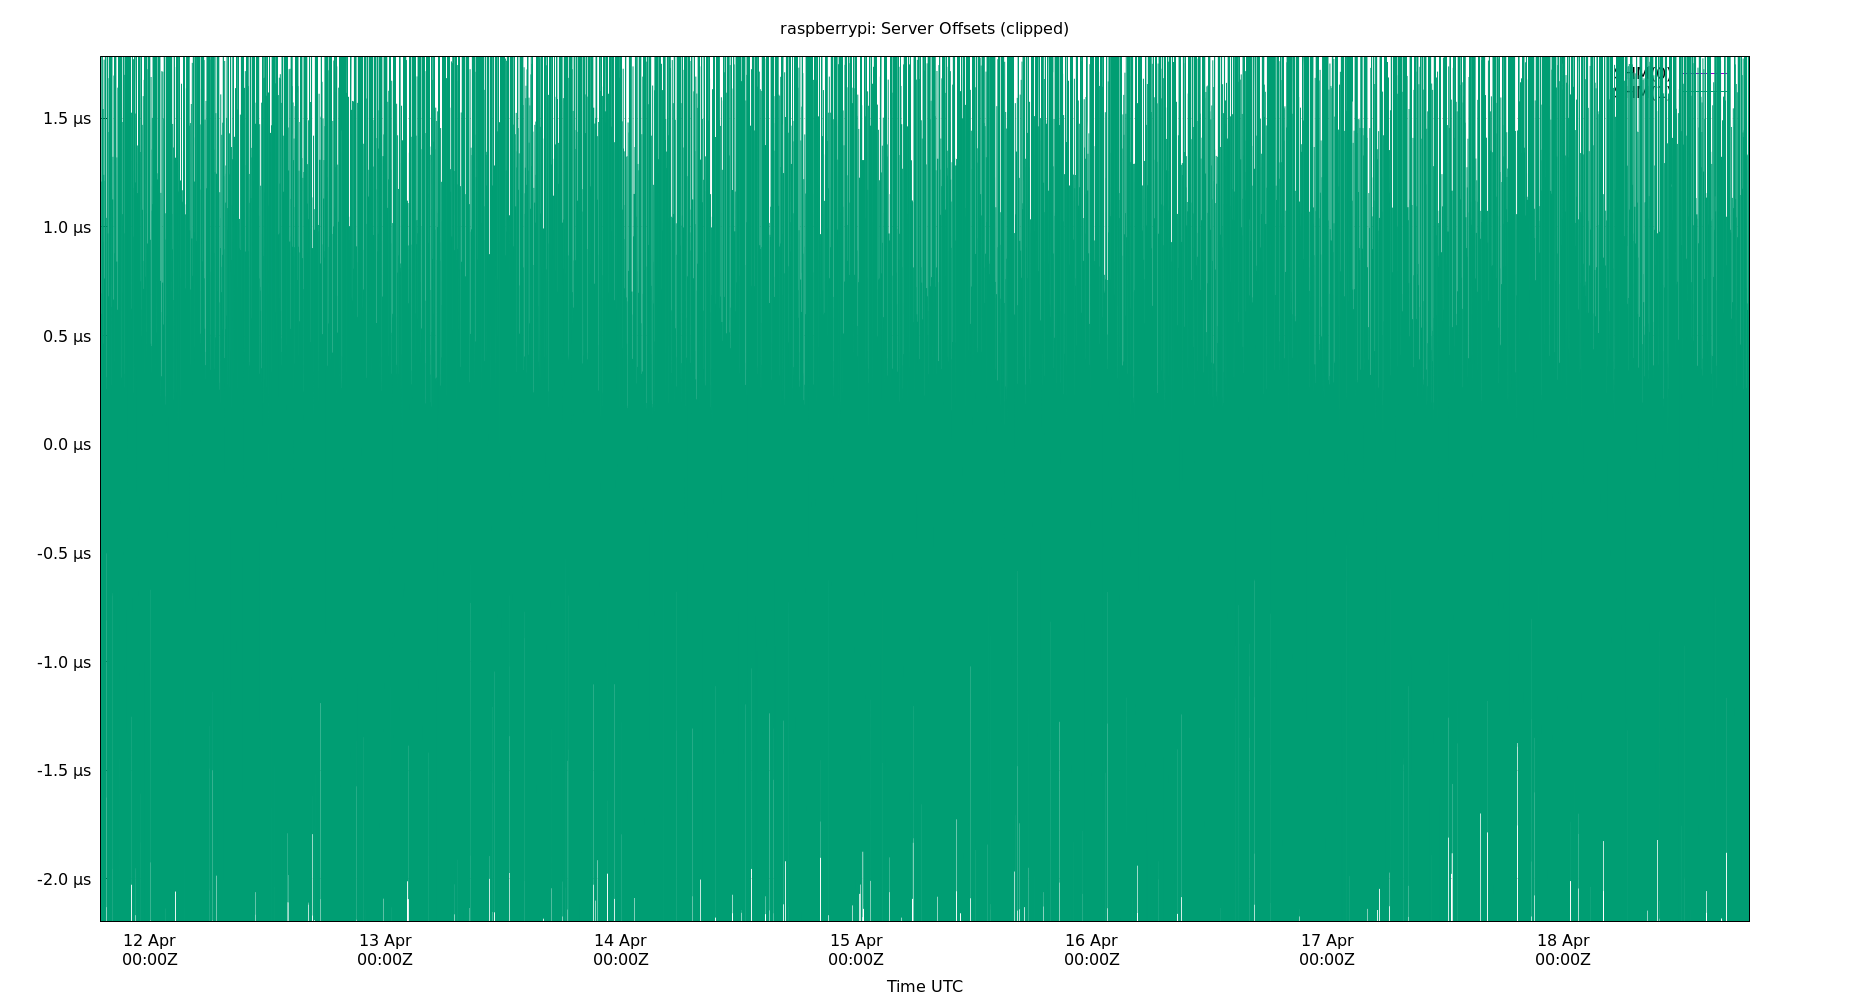 raspberrypi: Server Offsets (clipped)
SHM(0)
1.5 µs
1.0 µs
0.5 µs
0.0 µs
-0.5 µs
-1.0 µs
-1.5 µs
-2.0 µs
12 Apr 13 Apr 14 Apr 15 Apr 16 Apr 17 Apr 18 Apr
00:00Z 00:00Z 00:00Z 00:00Z 00:00Z 00:00Z 00:00Z
Time UTC